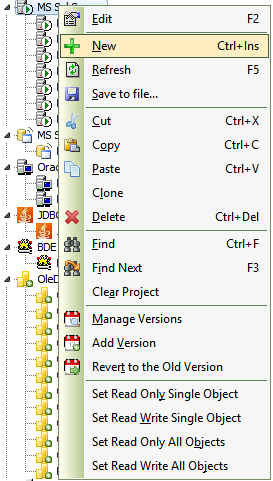 MS S
Edit F2
New Ctrl+Ins
Refresh F5
Save to file...
Cut Ctrl+X
MS S
Copy Ctrl+C
Orac
Paste Ctrl+V
Clone
JDBC
Delete Ctrl+Del
BDE
Find Ctrl+F
Find Next F3
OleD
Clear Project
Manage Versions
Add Version
Revert to the Old Version
Set Read Only Single Object
Set Read Write Single Object
Set Read Only All Objects
Set Read Write All Objects